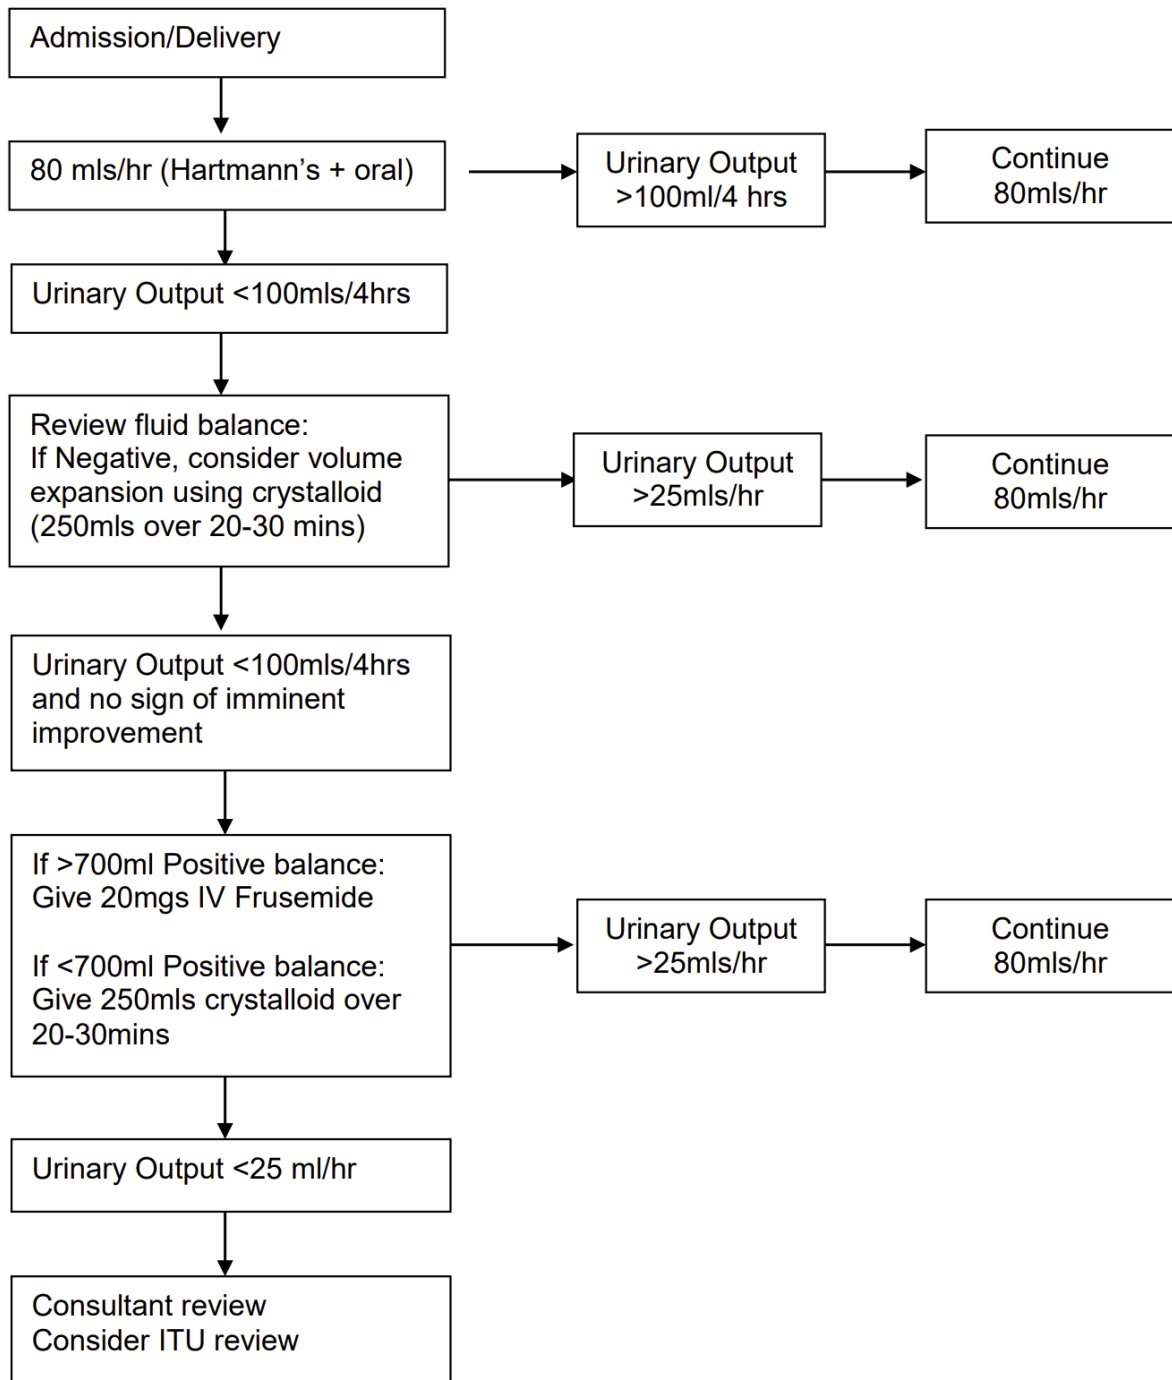 Admission/Delivery
80 mls/hr (Hartmann's + oral)
Urinary Output
>100ml/4 hrs
Continue
80mls/hr
Urinary Output <100mls/4hrs
Review fluid balance:
If Negative, consider volume
expansion using crystalloid
(250mls over 20-30 mins)
Urinary Output
>25mls/hr
Continue
80mls/hr
Urinary Output <100mls/4hrs
and no sign of imminent
improvement
If >700ml Positive balance:
Give 20mgs IV Frusemide
If <700ml Positive balance:
Give 250mls crystalloid over
20-30mins
Urinary Output
>25mls/hr
Continue
80mls/hr
Urinary Output <25 ml/hr
Consultant review
Consider ITU review